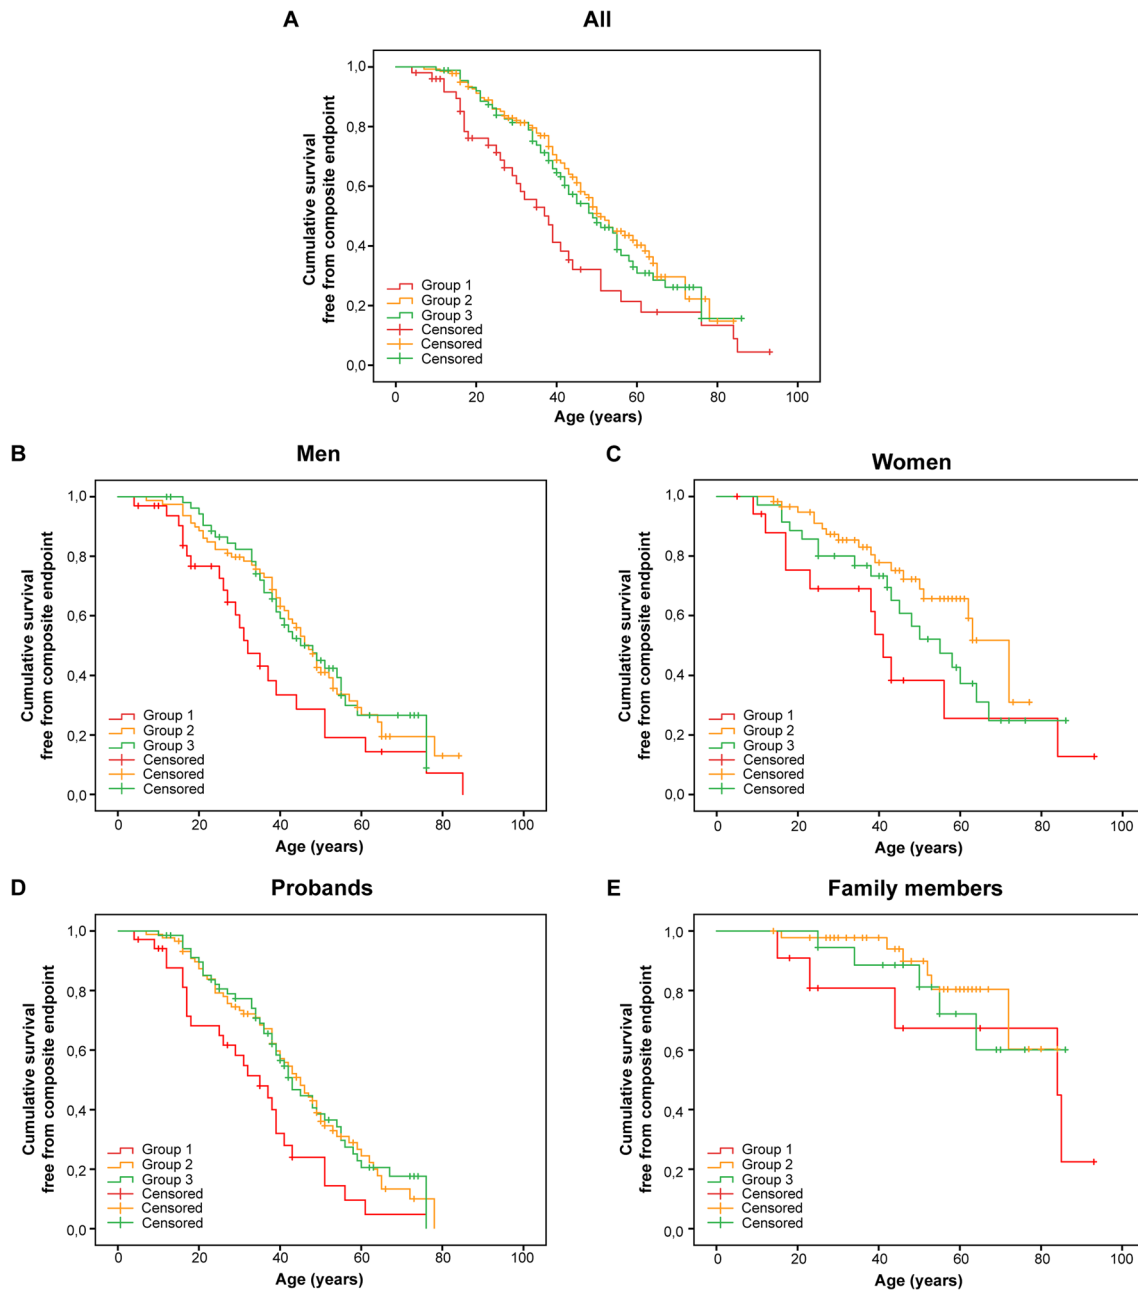 A
All
Cumulative survival
free from composite endpoint
1,0
0,8
0,6
0,4
0,2
0,0
Group 1
Group 2
Group 3
Censored
Censored
Censored
0 20 40 60 80 100
Age (years)
B
Men
Cumulative survival
free from composite endpoint
1,0
0,8
0,6
0,4
0,2
0,0
Group 1
Group 2
Group 3
Censored
Censored
Censored
0 20 40 60 80 100
Age (years)
C
Women
Cumulative survival
free from composite endpoint
1,0
0,8
0,6
0,4
0,2
0,0
Group 1
Group 2
Group 3
Censored
Censored
Censored
0 20 40 60 80 100
Age (years)
D
Probands
Cumulative survival
free from composite endpoint
1,0
0,8
0,6
0,4
0,2
0,0
Group 1
Group 2
Group 3
Censored
Censored
Censored
0 20 40 60 80 100
Age (years)
E
Family members
Cumulative survival
free from composite endpoint
1,0
0,8
0,6
0,4
0,2
0,0
Group 1
Group 2
Group 3
Censored
Censored
Censored
0 20 40 60 80 100
Age (years)